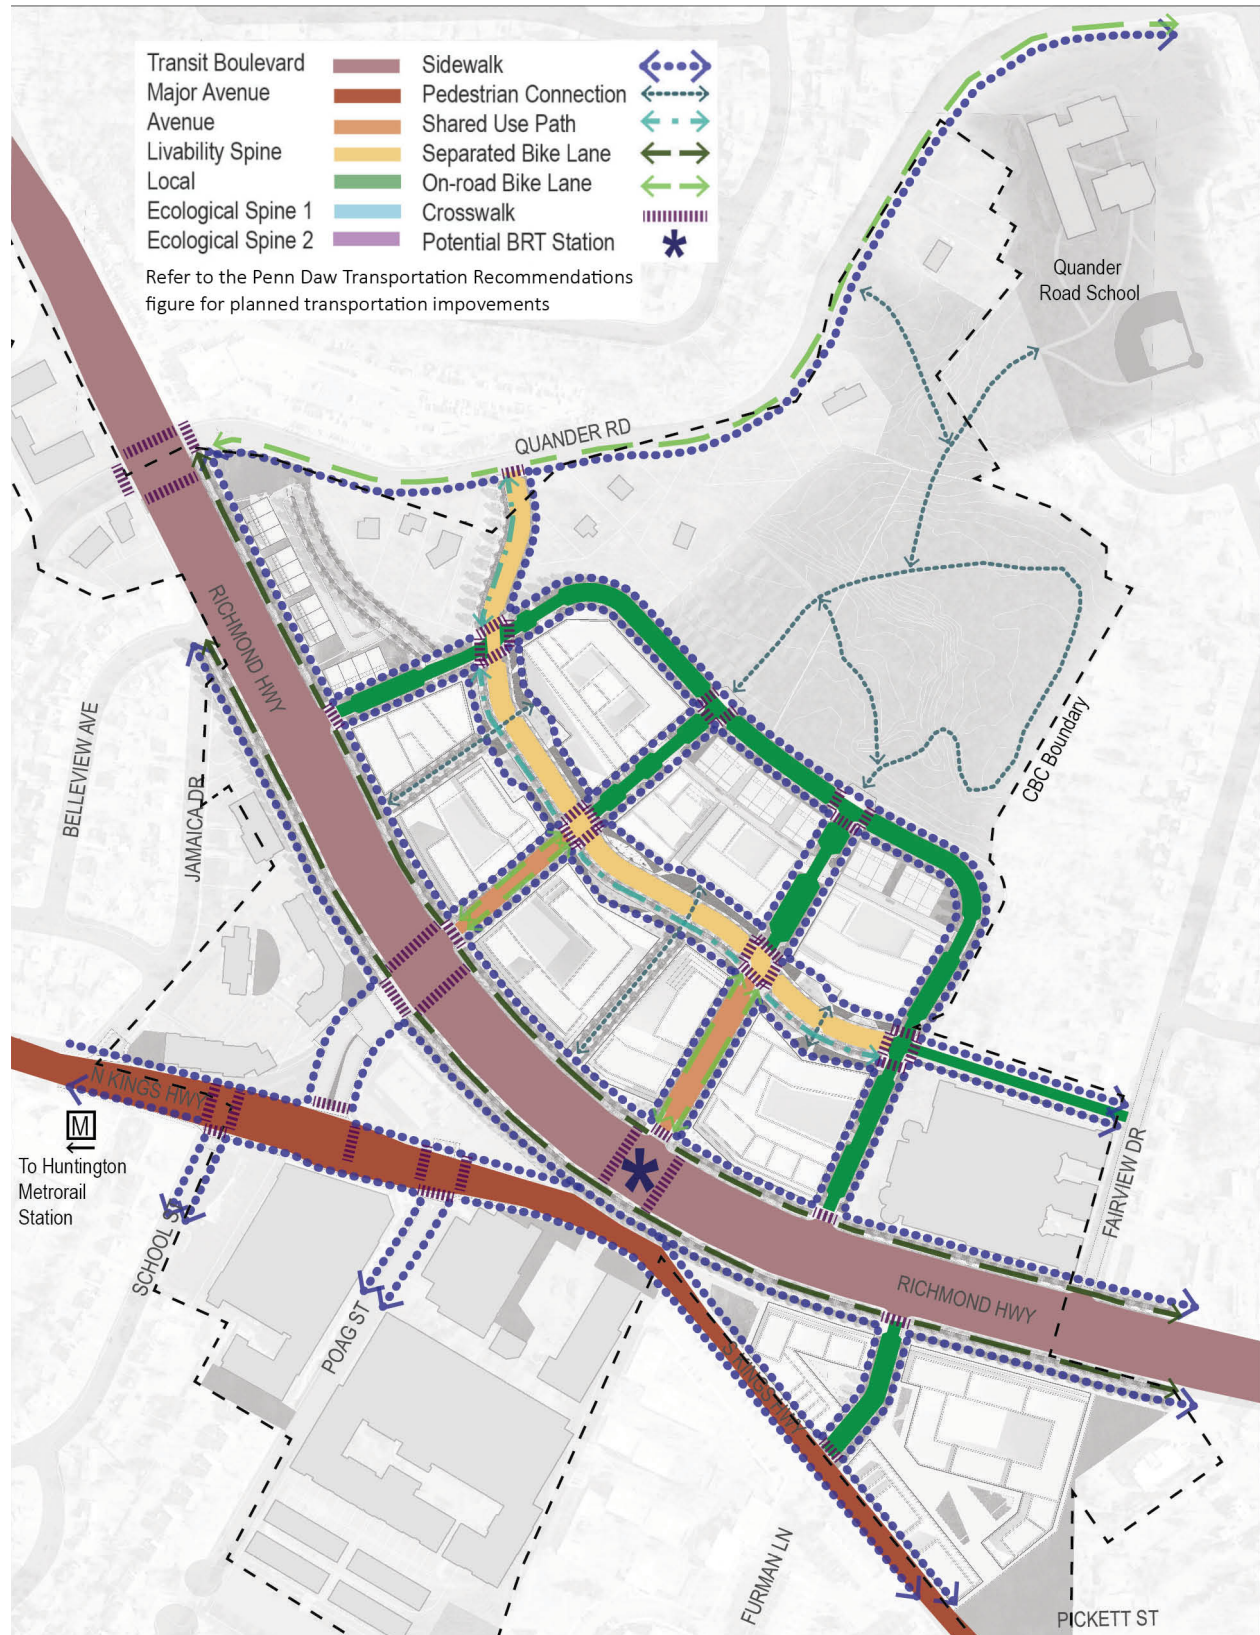 Transit Boulevard
Major Avenue
Avenue
Livability Spine
Local
Ecological Spine 1
Ecological Spine 2
Sidewalk
Pedestrian Connection
Shared Use Path
Separated Bike Lane
On-road Bike Lane
Crosswalk
Potential BRT Station
Refer to the Penn Daw Transportation Recommendations
figure for planned transportation impovements
Quander
Road School
QUANDER RD
RICHMOND HWY
BELLEVIEW AVE
JAMAICA DR
CBC Boundary
N KINGS HWY
M
To Huntington
Metrorail
Station
SCHOOL ST
POAG ST
FAIRVIEW DR
RICHMOND HWY
S KINGS HWY
FURMAN LN
PICKETT ST